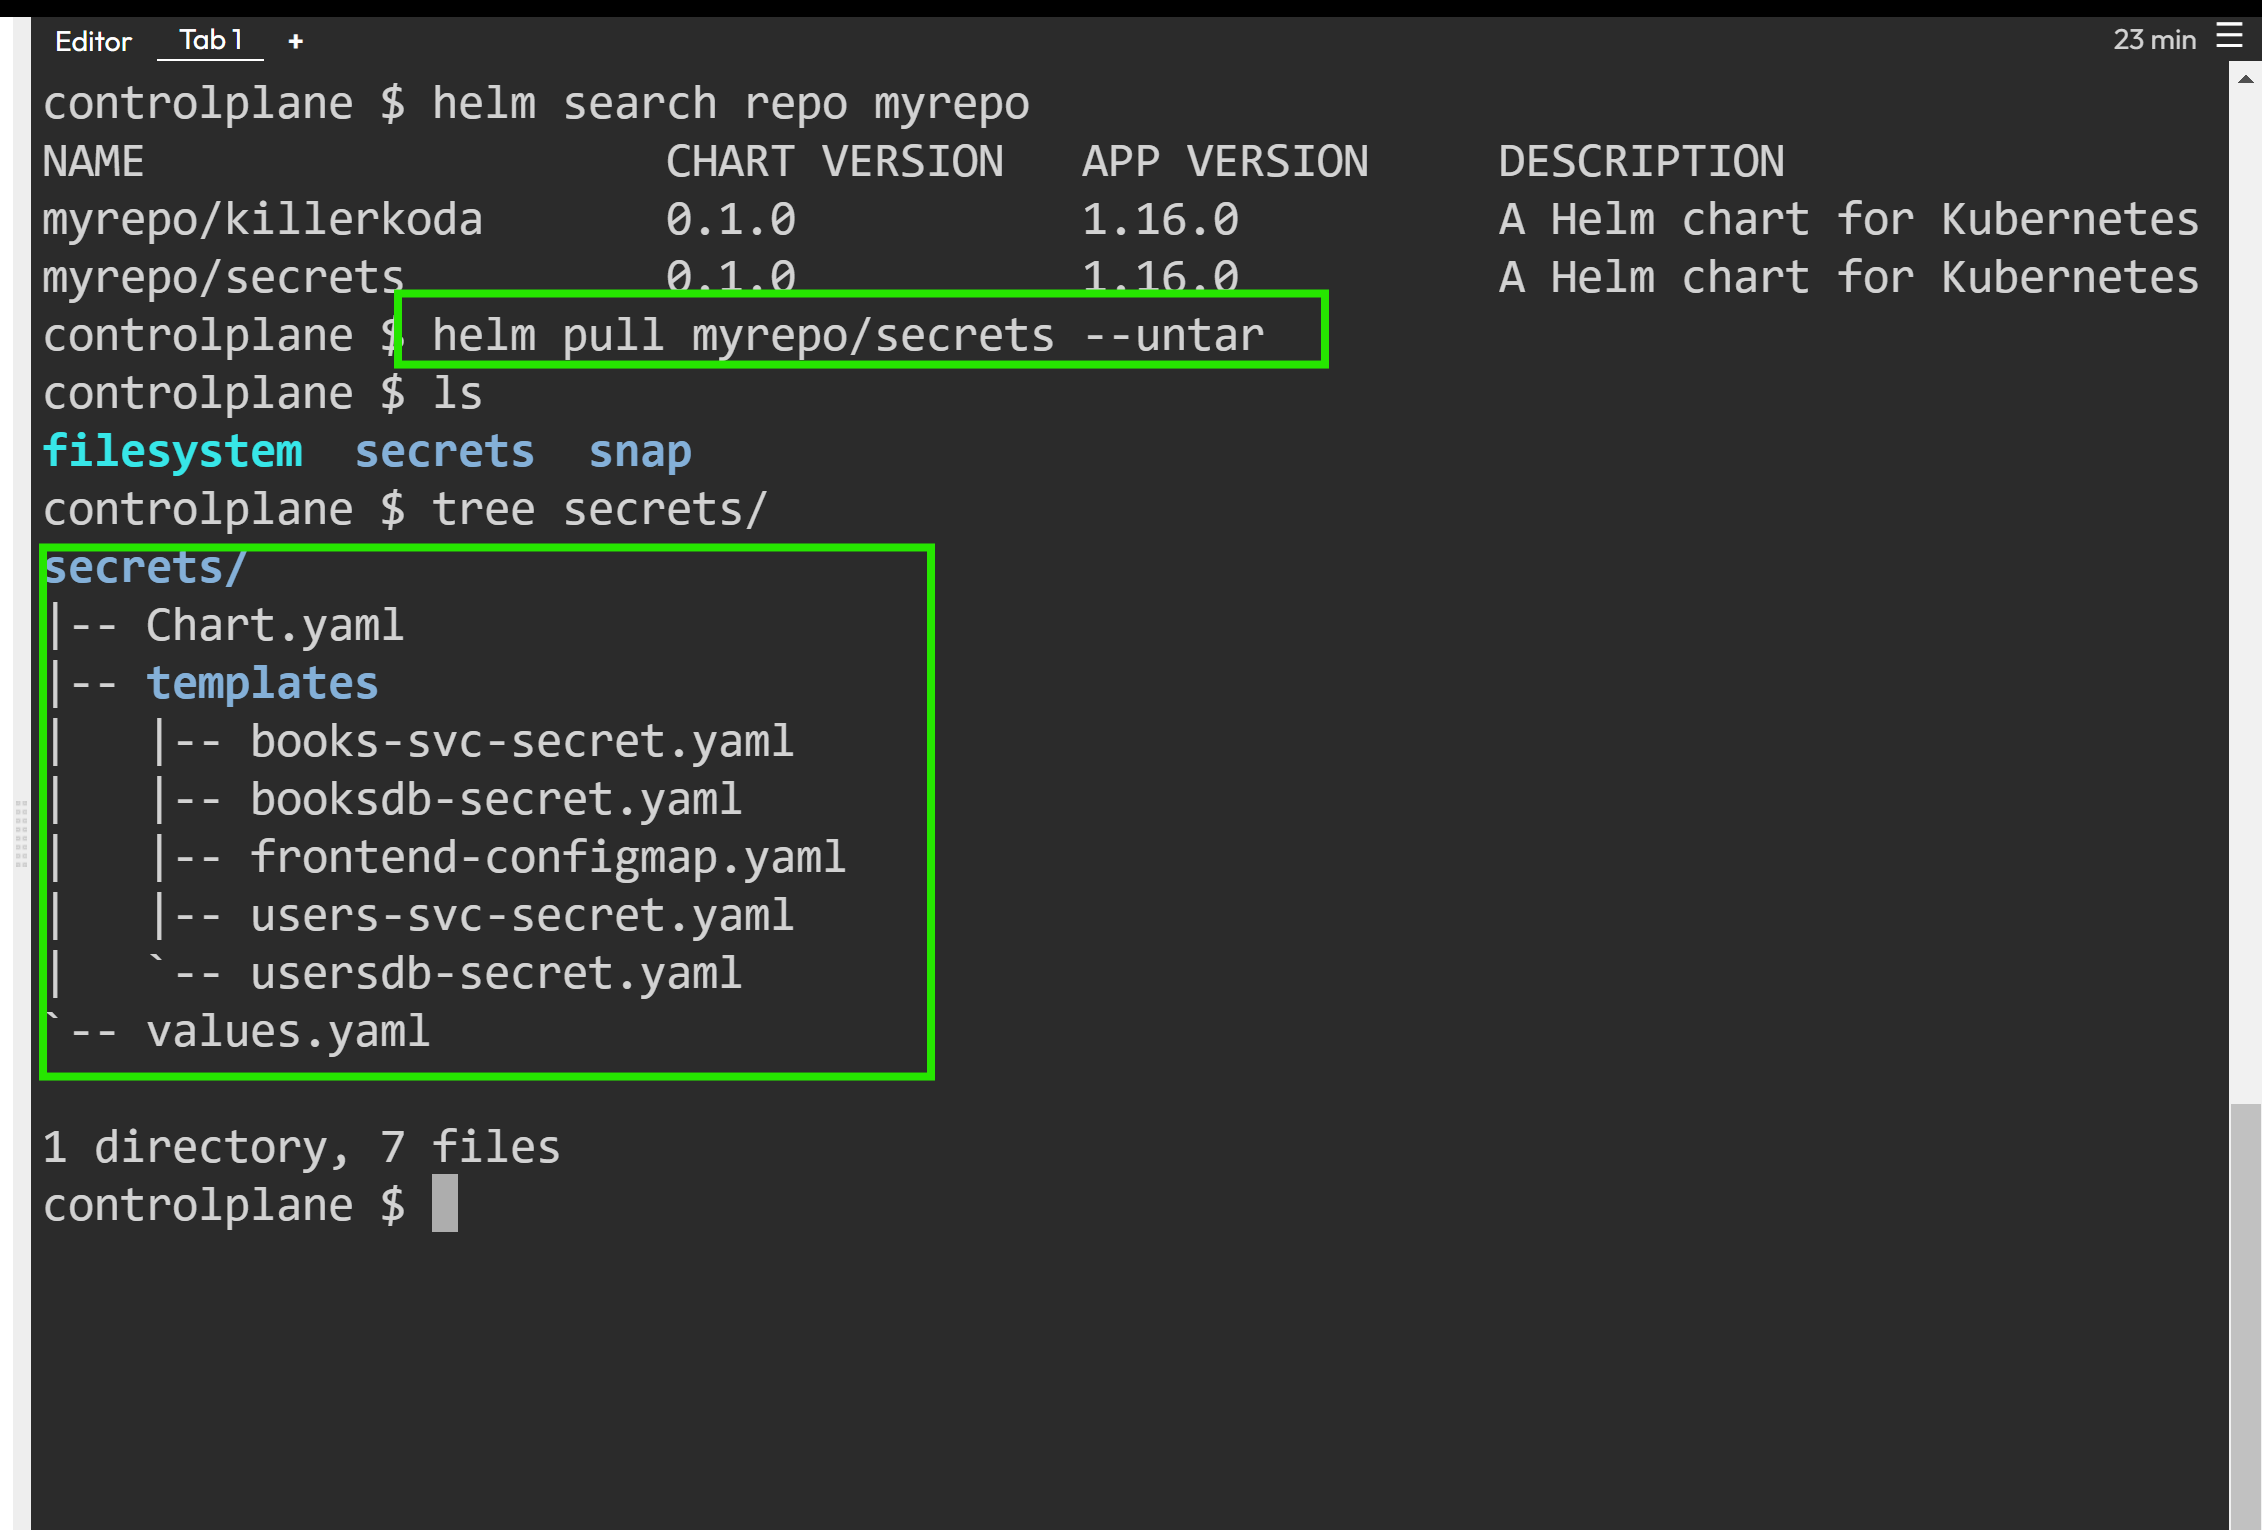 Editor Tab 1 + 23 min
controlplane $ helm search repo myrepo
NAME CHART VERSION APP VERSION DESCRIPTION
myrepo/killerkoda 0.1.0 1.16.0 A Helm chart for Kubernetes
myrepo/secrets 0.1.0 1.16.0 A Helm chart for Kubernetes
controlplane $ helm pull myrepo/secrets --untar
controlplane $ ls
filesystem secrets snap
controlplane $ tree secrets/
secrets/
|-- Chart.yaml
|-- templates
|   |-- books-svc-secret.yaml
|   |-- booksdb-secret.yaml
|   |-- frontend-configmap.yaml
|   |-- users-svc-secret.yaml
|   `-- usersdb-secret.yaml
`-- values.yaml
1 directory, 7 files
controlplane $